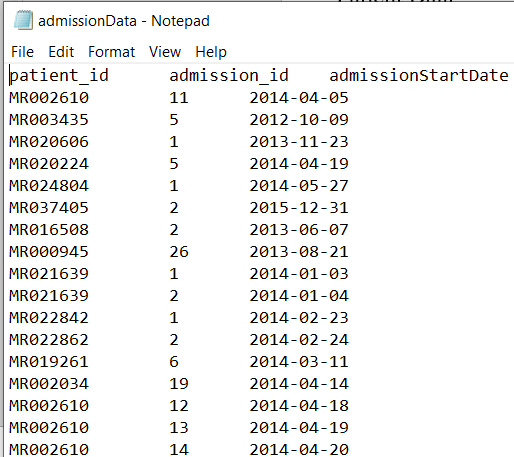 admissionData - Notepad
File Edit Format View Help
patient_id admission_id admissionStartDate
MR002610 11 2014-04-05
MR003435 5 2012-10-09
MR020606 1 2013-11-23
MR020224 5 2014-04-19
MR024804 1 2014-05-27
MR037405 2 2015-12-31
MR016508 2 2013-06-07
MR000945 26 2013-08-21
MR021639 1 2014-01-03
MR021639 2 2014-01-04
MR022842 1 2014-02-23
MR022862 2 2014-02-24
MR019261 6 2014-03-11
MR002034 19 2014-04-14
MR002610 12 2014-04-18
MR002610 13 2014-04-19
MR002610 14 2014-04-20